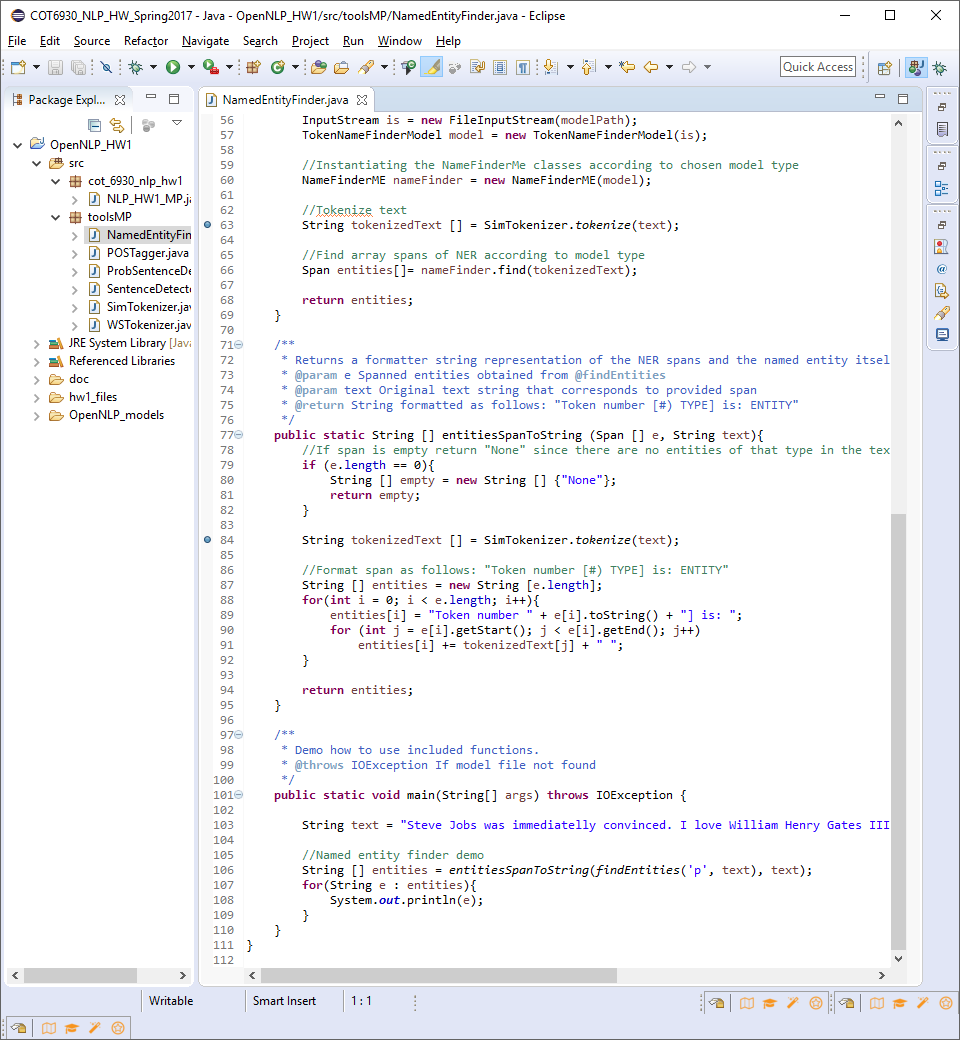 COT6930_NLP_HW_Spring2017 - Java - OpenNLP_HW1/src/toolsMP/NamedEntityFinder.java - Eclipse
File Edit Source Refactor Navigate Search Project Run Window Help
Quick Access
Package Expl...
OpenNLP_HW1
src
cot_6930_nlp_hw1
NLP_HW1_MP.ja
toolsMP
NamedEntityFin
POSTagger.java
ProbSentenceDe
SentenceDetect
SimTokenizer.jav
WSTokenizer.jav
JRE System Library [Java
Referenced Libraries
doc
hw1_files
OpenNLP_models
NamedEntityFinder.java
56 InputStream is = new FileInputStream(modelPath);
57 TokenNameFinderModel model = new TokenNameFinderModel(is);
58
59 //Instantiating the NameFinderMe classes according to chosen model type
60 NameFinderME nameFinder = new NameFinderME(model);
61
62 //Tokenize text
63 String tokenizedText [] = SimTokenizer.tokenize(text);
64
65 //Find array spans of NER according to model type
66 Span entities[]= nameFinder.find(tokenizedText);
67
68 return entities;
69 }
70
71 /**
72 * Returns a formatter string representation of the NER spans and the named entity itsel
73 * @param e Spanned entities obtained from @findEntities
74 * @param text Original text string that corresponds to provided span
75 * @return String formatted as follows: "Token number [#) TYPE] is: ENTITY"
76 */
77 public static String [] entitiesSpanToString (Span [] e, String text){
78 //If span is empty return "None" since there are no entities of that type in the tex
79 if (e.length == 0){
80 String [] empty = new String [] {"None"};
81 return empty;
82 }
83
84 String tokenizedText [] = SimTokenizer.tokenize(text);
85
86 //Format span as follows: "Token number [#) TYPE] is: ENTITY"
87 String [] entities = new String [e.length];
88 for(int i = 0; i < e.length; i++){
89 entities[i] = "Token number " + e[i].toString() + "] is: ";
90 for (int j = e[i].getStart(); j < e[i].getEnd(); j++)
91 entities[i] += tokenizedText[j] + " ";
92 }
93
94 return entities;
95 }
96
97 /**
98 * Demo how to use included functions.
99 * @throws IOException If model file not found
100 */
101 public static void main(String[] args) throws IOException {
102
103 String text = "Steve Jobs was immediatelly convinced. I love William Henry Gates III
104
105 //Named entity finder demo
106 String [] entities = entitiesSpanToString(findEntities('p', text), text);
107 for(String e : entities){
108 System.out.println(e);
109 }
110 }
111 }
112
Writable Smart Insert 1 : 1